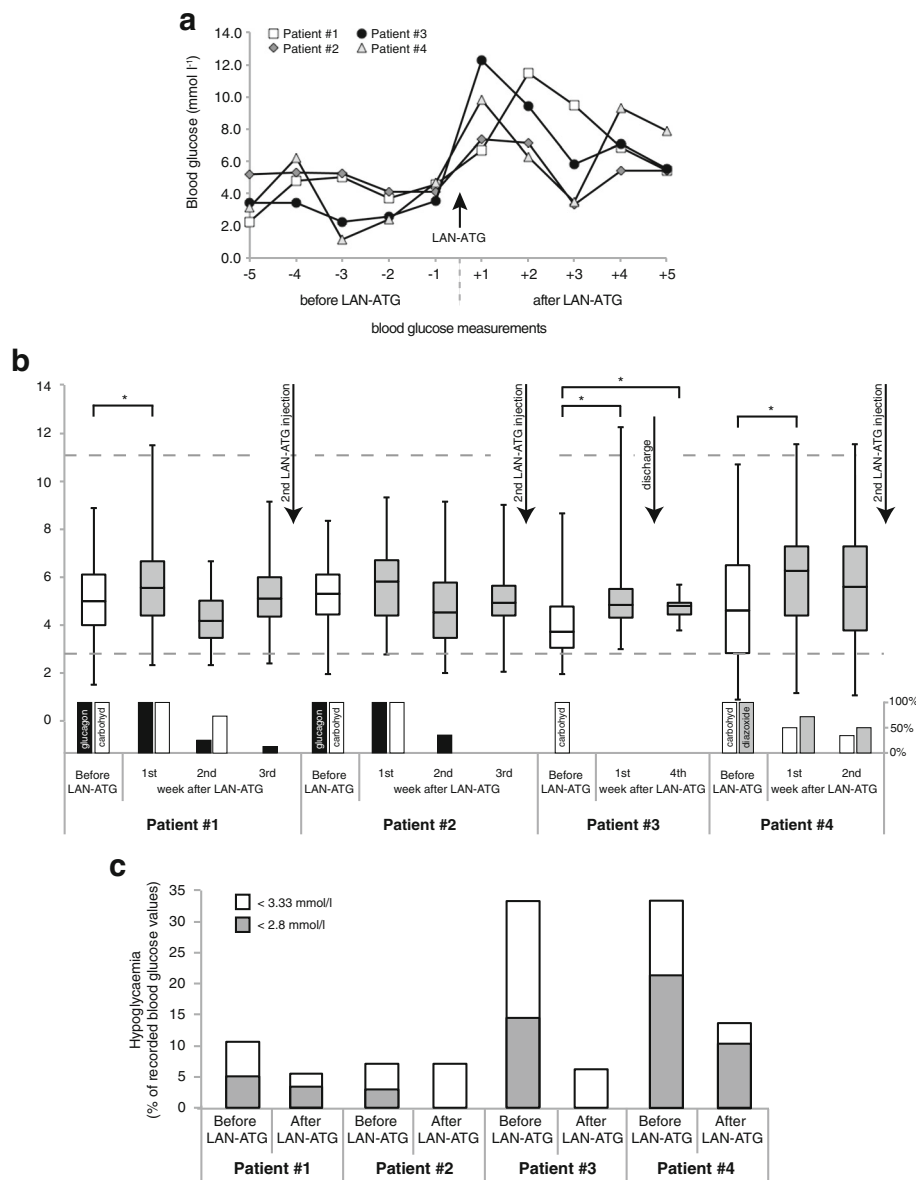 a
Patient #1
Patient #3
Patient #2
Patient #4
Blood glucose (mmol l⁻¹)
14.0
12.0
10.0
8.0
6.0
4.0
2.0
0.0
LAN-ATG
-5 -4 -3 -2 -1 +1 +2 +3 +4 +5
before LAN-ATG
after LAN-ATG
blood glucose measurements
b
14
12
10
8
6
4
2
0
*
2nd LAN-ATG injection
2nd LAN-ATG injection
*
*
discharge
*
2nd LAN-ATG injection
glucagon
carbohyd
glucagon
carbohyd
carbohyd
carbohyd
diazoxide
100%
50%
0%
Before
LAN-ATG
1st 2nd 3rd
week after LAN-ATG
Before
LAN-ATG
1st 2nd 3rd
week after LAN-ATG
Before
LAN-ATG
1st 4th
week after LAN-ATG
Before
LAN-ATG
1st 2nd
week after LAN-ATG
Patient #1 Patient #2 Patient #3 Patient #4
c
< 3.33 mmol/l
< 2.8 mmol/l
Hypoglycaemia
(% of recorded blood glucose values)
35
30
25
20
15
10
5
0
Before After Before After Before After Before After
LAN-ATG LAN-ATG LAN-ATG LAN-ATG LAN-ATG LAN-ATG LAN-ATG LAN-ATG
Patient #1 Patient #2 Patient #3 Patient #4